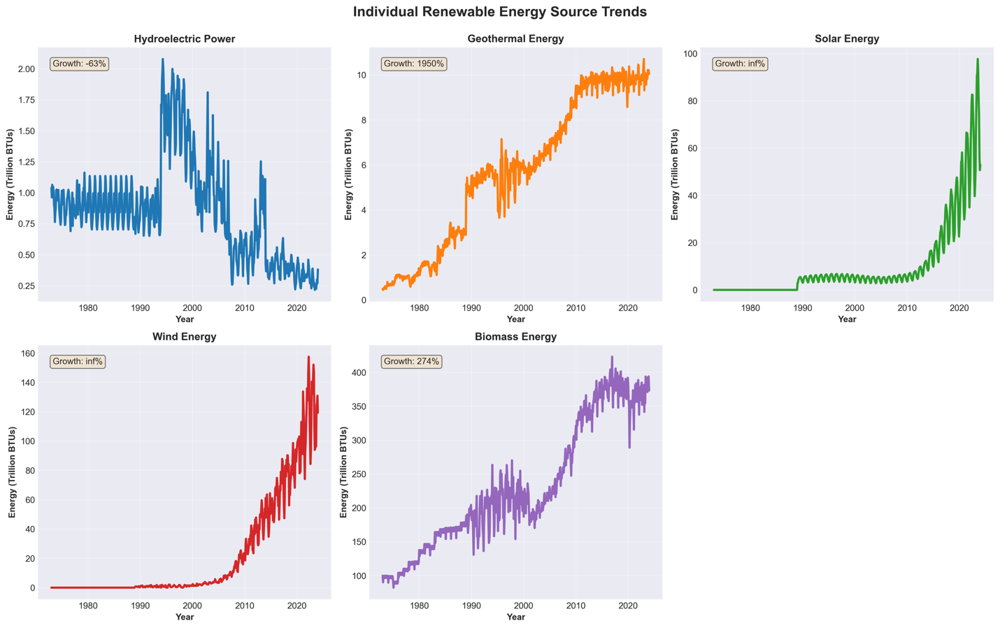 Individual Renewable Energy Source Trends
Hydroelectric Power
Growth: -63%
Energy (Trillion BTUs)
2.00
1.75
1.50
1.25
1.00
0.75
0.50
0.25
1980 1990 2000 2010 2020
Year
Geothermal Energy
Growth: 1950%
Energy (Trillion BTUs)
10
8
6
4
2
0
1980 1990 2000 2010 2020
Year
Solar Energy
Growth: inf%
Energy (Trillion BTUs)
100
80
60
40
20
0
1980 1990 2000 2010 2020
Year
Wind Energy
Growth: inf%
Energy (Trillion BTUs)
160
140
120
100
80
60
40
20
0
1980 1990 2000 2010 2020
Year
Biomass Energy
Growth: 274%
Energy (Trillion BTUs)
400
350
300
250
200
150
100
1980 1990 2000 2010 2020
Year